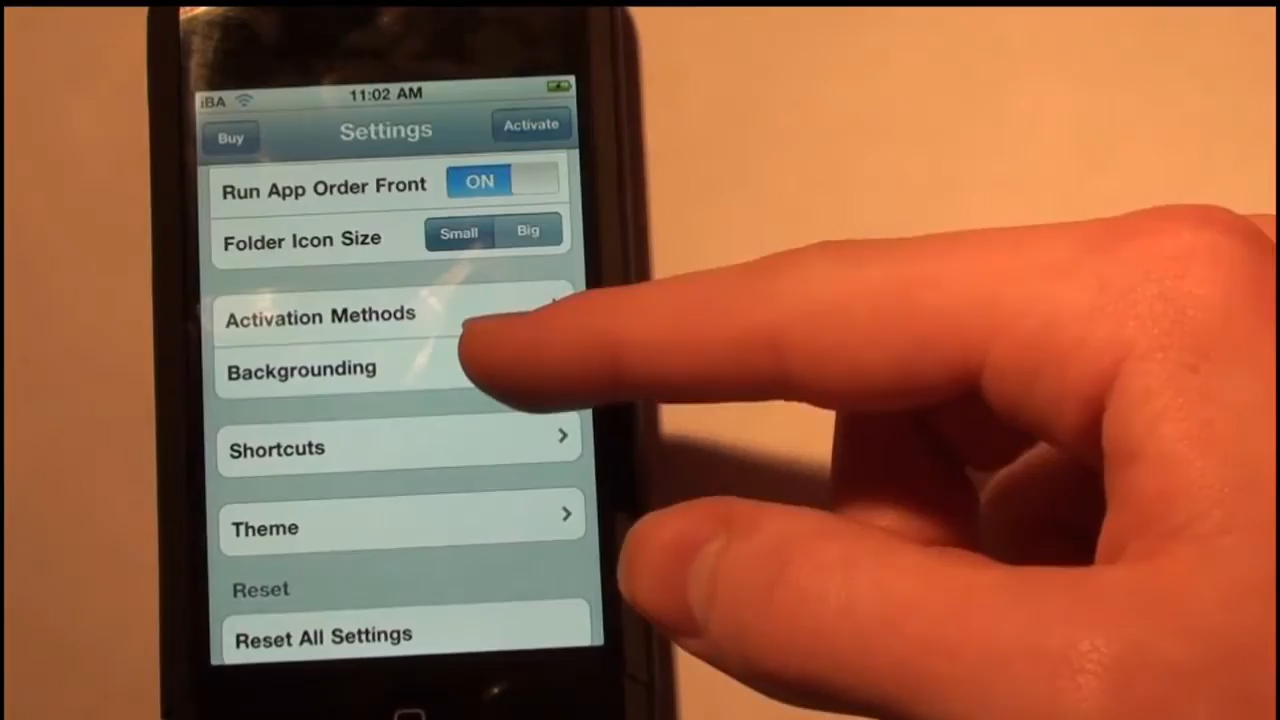 iBA 11:02 AM
Buy Settings Activate
Run App Order Front ON
Folder Icon Size Small Big
Activation Methods
Backgrounding
Shortcuts
Theme
Reset
Reset All Settings